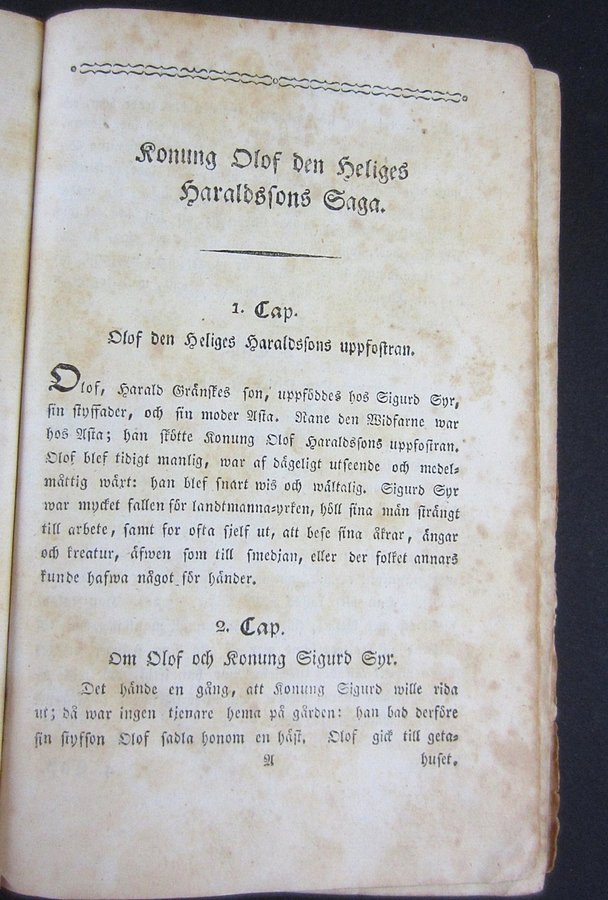 Konung Olof den Heliges
Haraldssons Saga.
1. Cap.
Olof den Heliges Haraldssons uppfostran.
Olof, Harald Gränskes son, uppföddes hos Sigurd Syr,
sin styffader, och sin moder Asta. Rane den Widfarne war
hos Asta; han skötte Konung Olof Haraldssons uppfostran.
Olof blef tidigt manlig, war af dägeligt utseende och medel-
måttig wäxt: han blef snart wis och wältalig. Sigurd Syr
war mycket fallen för landtmanna-yrken, höll sina män strängt
till arbete, samt for ofta sjelf ut, att bese sina åkrar, ängar
och kreatur, äfwen som till smedjan, eller der folket annars
kunde hafwa något för händer.
2. Cap.
Om Olof och Konung Sigurd Syr.
Det hände en gång, att Konung Sigurd wille rida
ut; då war ingen tjenare hema på gården: han bad derföre
sin styfson Olof sadla honom en häst. Olof gick till geta-
A huset.